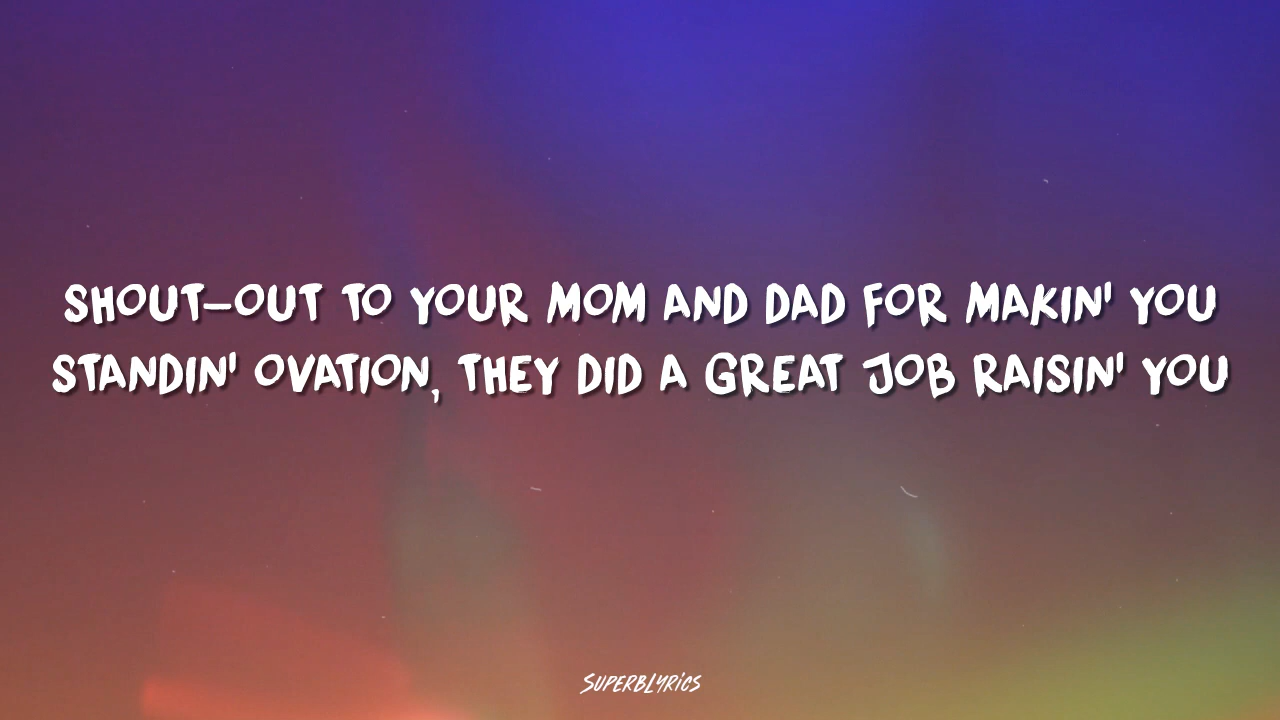 SHOUT-OUT TO YOUR MOM AND DAD FOR MAKIN' YOU
STANDIN' OVATION, THEY DID A GREAT JOB RAISIN' YOU
SUPERBLYRICS